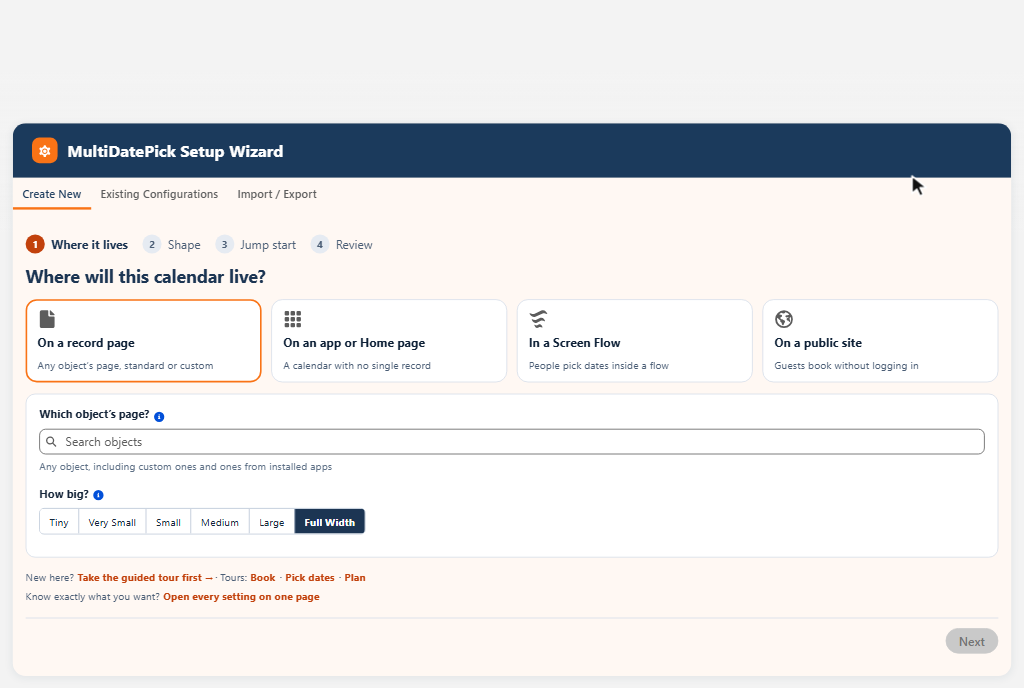 MultiDatePick Setup Wizard
Create New Existing Configurations Import / Export
1 Where it lives 2 Shape 3 Jump start 4 Review
Where will this calendar live?
On a record page
Any object's page, standard or custom
On an app or Home page
A calendar with no single record
In a Screen Flow
People pick dates inside a flow
On a public site
Guests book without logging in
Which object's page?
Search objects
Any object, including custom ones and ones from installed apps
How big?
Tiny Very Small Small Medium Large Full Width
New here? Take the guided tour first → · Tours: Book · Pick dates · Plan
Know exactly what you want? Open every setting on one page
Next